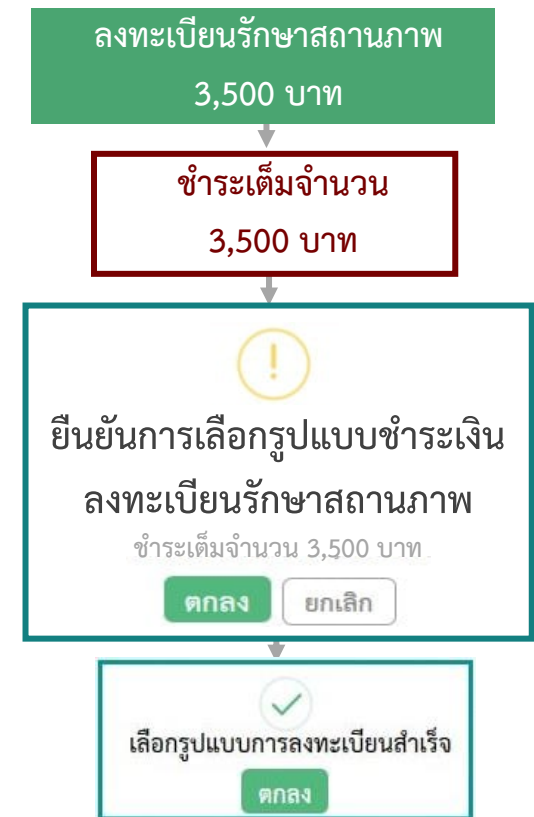 ลงทะเบียนรักษาสถานภาพ
3,500 บาท
ชำระเต็มจำนวน
3,500 บาท
!
ยืนยันการเลือกรูปแบบชำระเงิน
ลงทะเบียนรักษาสถานภาพ
ชำระเต็มจำนวน 3,500 บาท
ตกลง ยกเลิก
เลือกรูปแบบการลงทะเบียนสำเร็จ
ตกลง